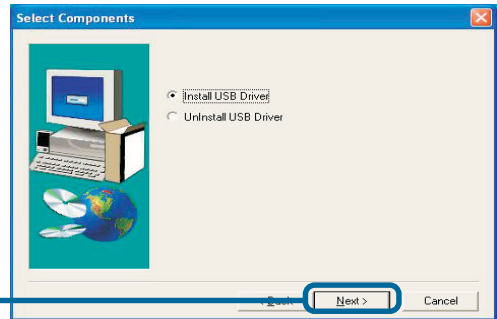 Select Components
Install USB Driver
UnInstall USB Driver
Next >
Cancel